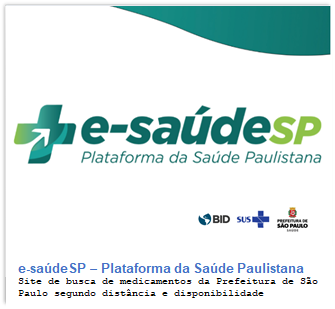 e-saúdeSP
Plataforma da Saúde Paulistana
BID
SUS
PREFEITURA DE
SÃO PAULO
SAÚDE
e-saúdeSP – Plataforma da Saúde Paulistana
Site de busca de medicamentos da Prefeitura de São
Paulo segundo distância e disponibilidade